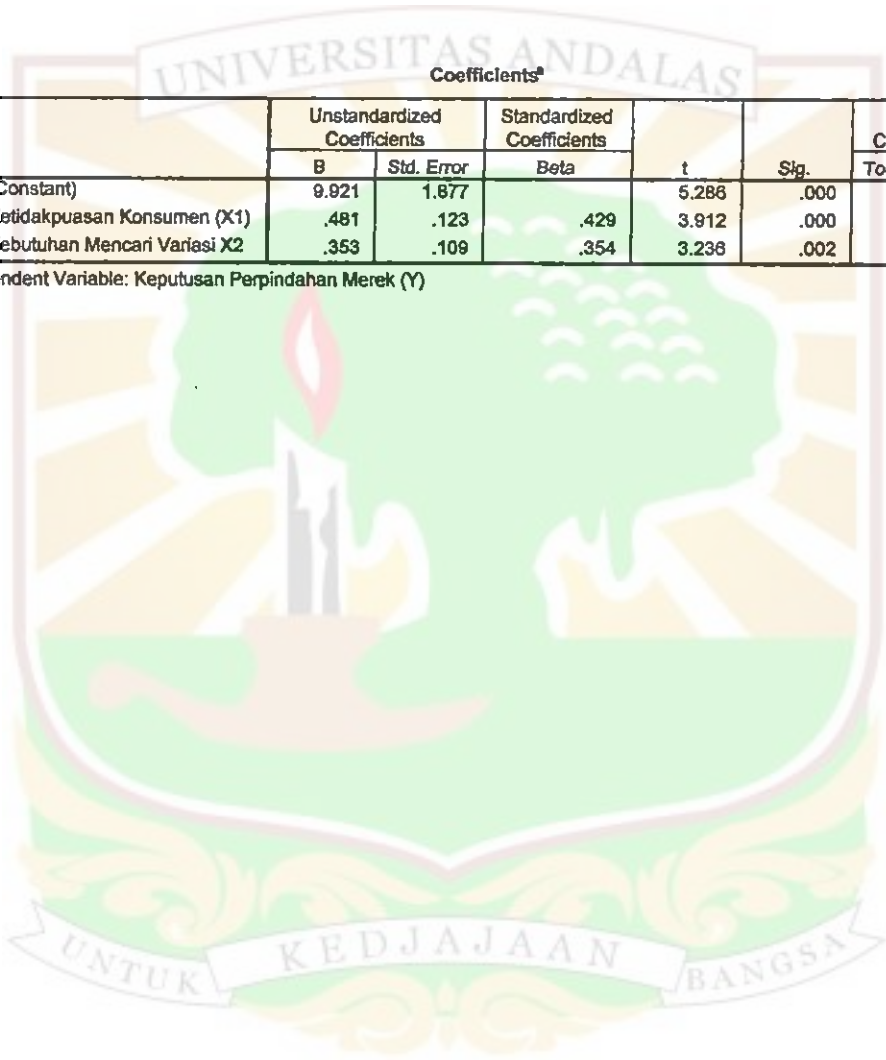 UNIVERSITAS ANDALAS
Coefficientsª
Unstandardized Coefficients Standardized Coefficients
B Std. Error Beta t Sig.
Constant) 9.921 1.877 5.286 .000
etidakpuasan Konsumen (X1) .481 .123 .429 3.912 .000
ebutuhan Mencari Variasi X2 .353 .109 .354 3.236 .002
ndent Variable: Keputusan Perpindahan Merek (Y)
UNTUK KEDJAJAAN BANGSA